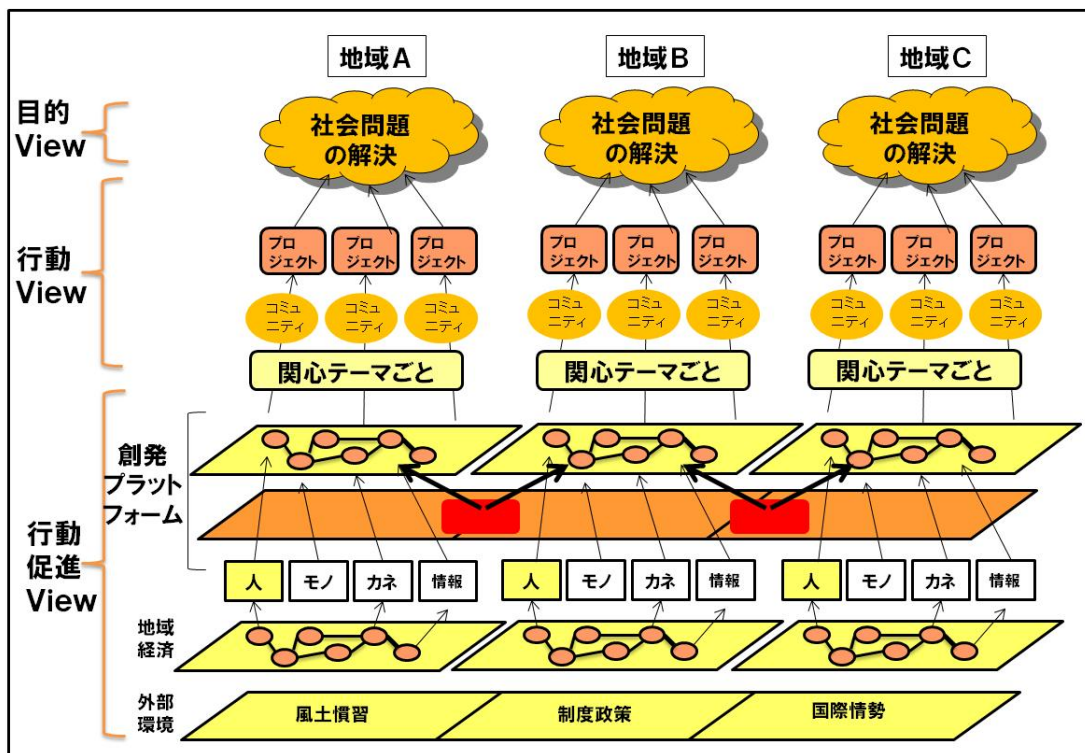 地域A
地域B
地域C
目的
View
社会問題
の解決
社会問題
の解決
社会問題
の解決
行動
View
プロ
ジェクト
プロ
ジェクト
プロ
ジェクト
プロ
ジェクト
プロ
ジェクト
プロ
ジェクト
プロ
ジェクト
プロ
ジェクト
プロ
ジェクト
コミュ
ニティ
コミュ
ニティ
コミュ
ニティ
コミュ
ニティ
コミュ
ニティ
コミュ
ニティ
コミュ
ニティ
コミュ
ニティ
コミュ
ニティ
関心テーマごと
関心テーマごと
関心テーマごと
行動
促進
View
創発
プラット
フォーム
人
モノ
カネ
情報
人
モノ
カネ
情報
人
モノ
カネ
情報
地域
経済
外部
環境
風土慣習
制度政策
国際情勢